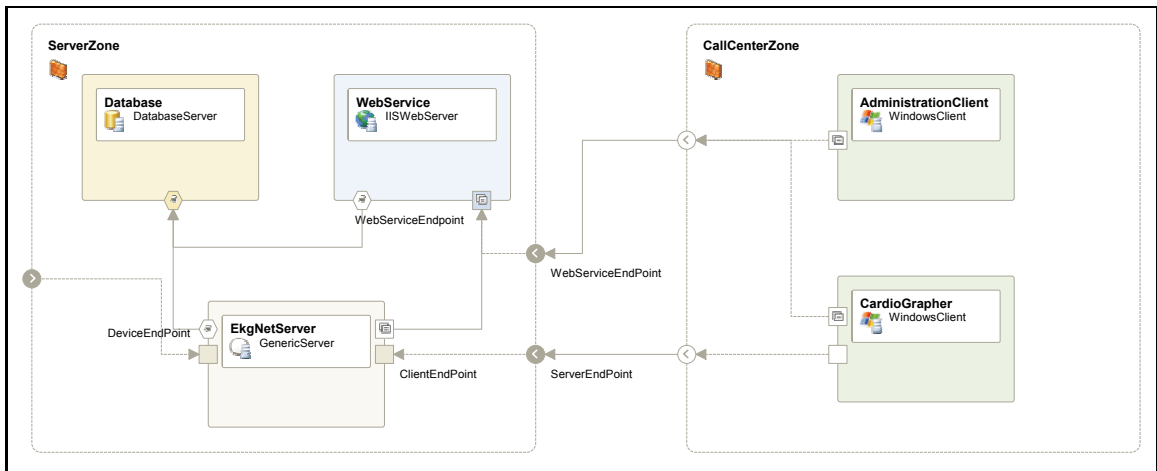 ServerZone
CallCenterZone
Database
DatabaseServer
WebService
IISWebServer
AdministrationClient
WindowsClient
WebServiceEndpoint
WebServiceEndPoint
CardioGrapher
WindowsClient
DeviceEndPoint
EkgNetServer
GenericServer
ClientEndPoint
ServerEndPoint